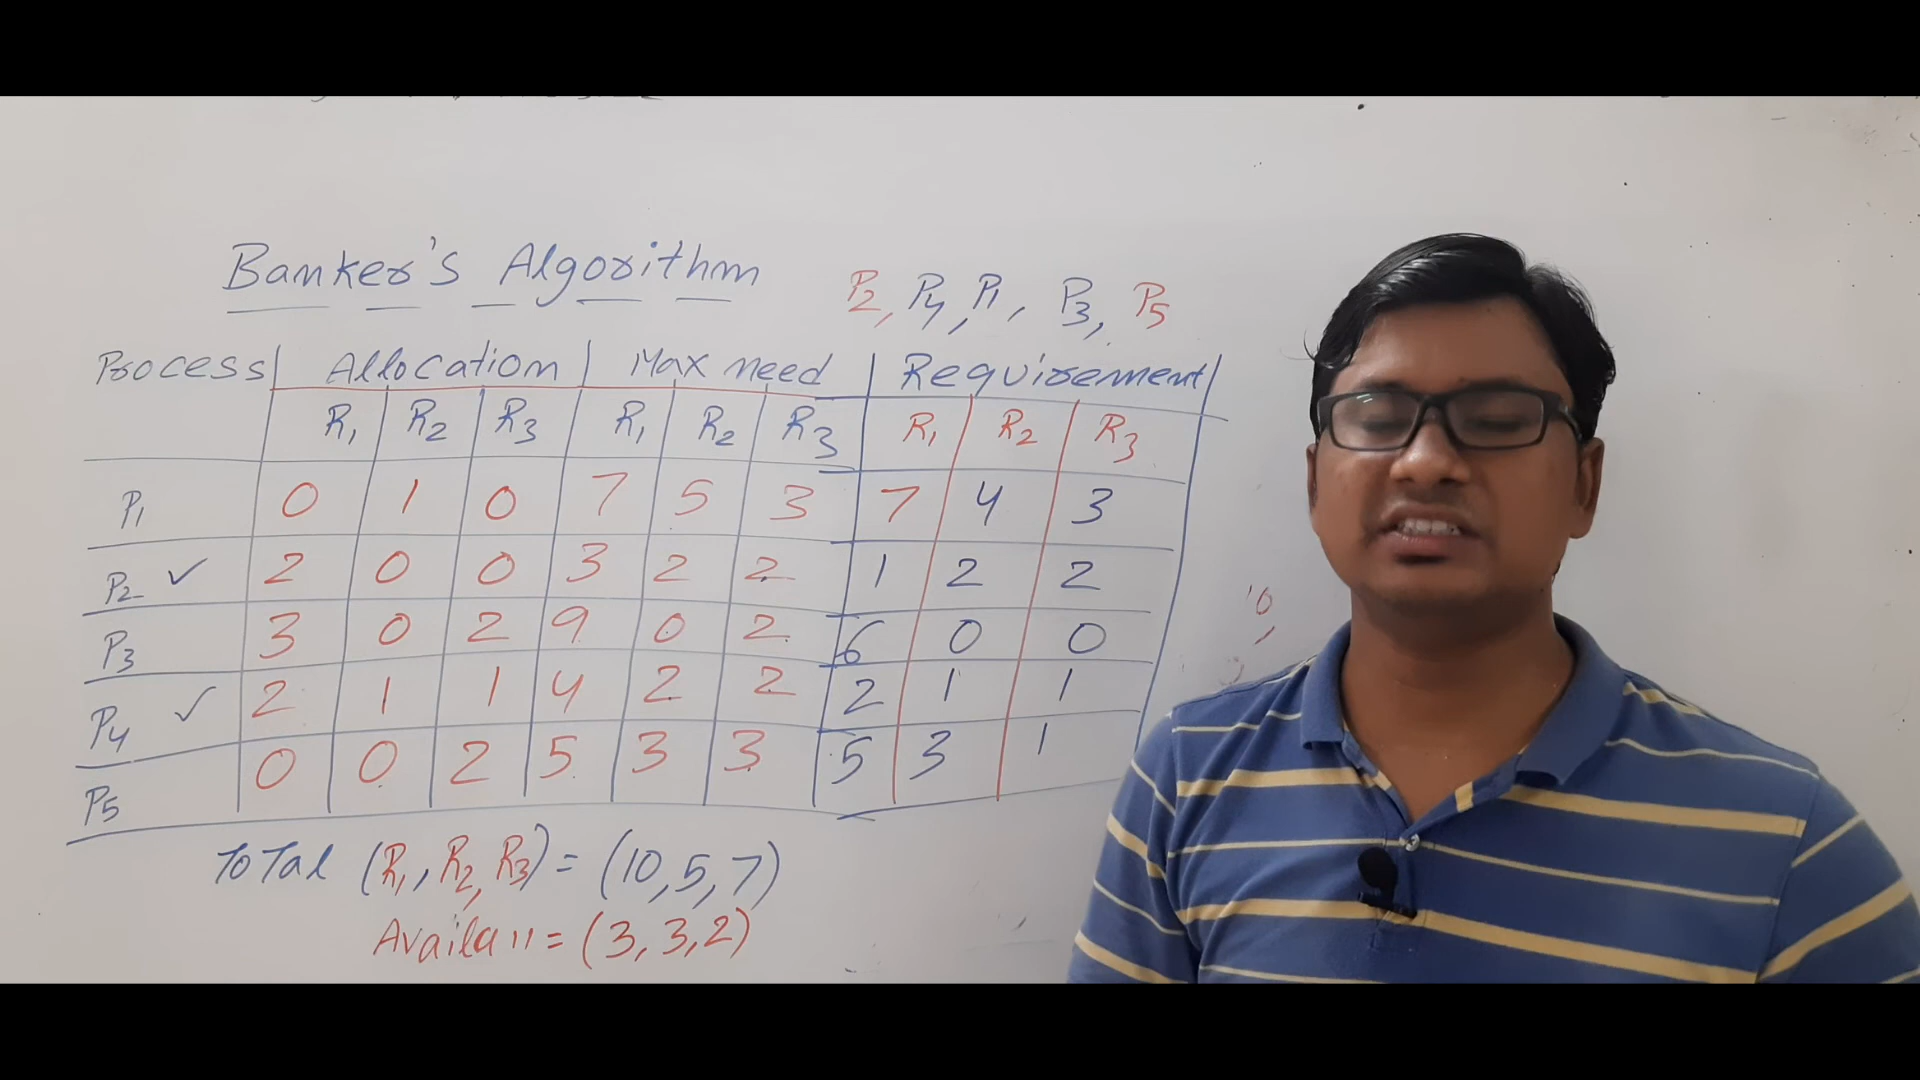 Banker's Algorithm
P2, P4, P1, P3, P5
Process Allocation Max need Requirement
R1 R2 R3 R1 R2 R3 R1 R2 R3
P1 0 1 0 7 5 3 7 4 3
P2 ✓ 2 0 0 3 2 2 1 2 2
P3 3 0 2 9 0 2 6 0 0
P4 ✓ 2 1 1 4 2 2 2 1 1
P5 0 0 2 5 3 3 5 3 1
Total (R1, R2, R3) = (10, 5, 7)
= (3, 3, 2)